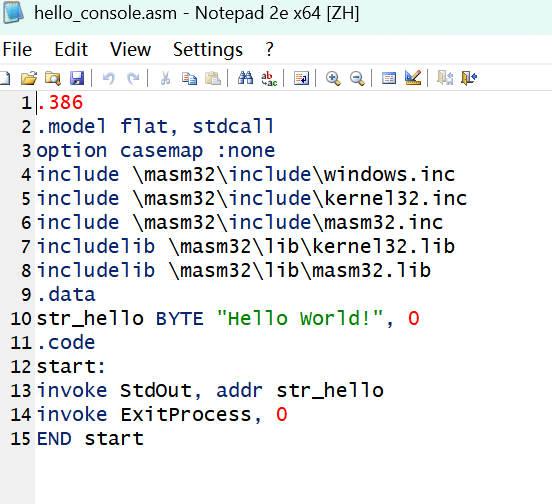 hello_console.asm - Notepad 2e x64 [ZH]
File Edit View Settings ?
1 .386
2 .model flat, stdcall
3 option casemap :none
4 include \masm32\include\windows.inc
5 include \masm32\include\kernel32.inc
6 include \masm32\include\masm32.inc
7 includelib \masm32\lib\kernel32.lib
8 includelib \masm32\lib\masm32.lib
9 .data
10 str_hello BYTE "Hello World!", 0
11 .code
12 start:
13 invoke StdOut, addr str_hello
14 invoke ExitProcess, 0
15 END start